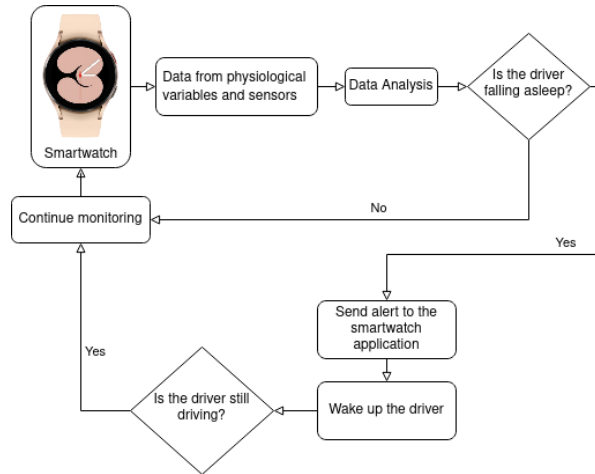 Smartwatch
Data from physiological
variables and sensors
Data Analysis
Is the driver
falling asleep?
Continue monitoring
No
Yes
Send alert to the
smartwatch
application
Yes
Is the driver still
driving?
Wake up the driver